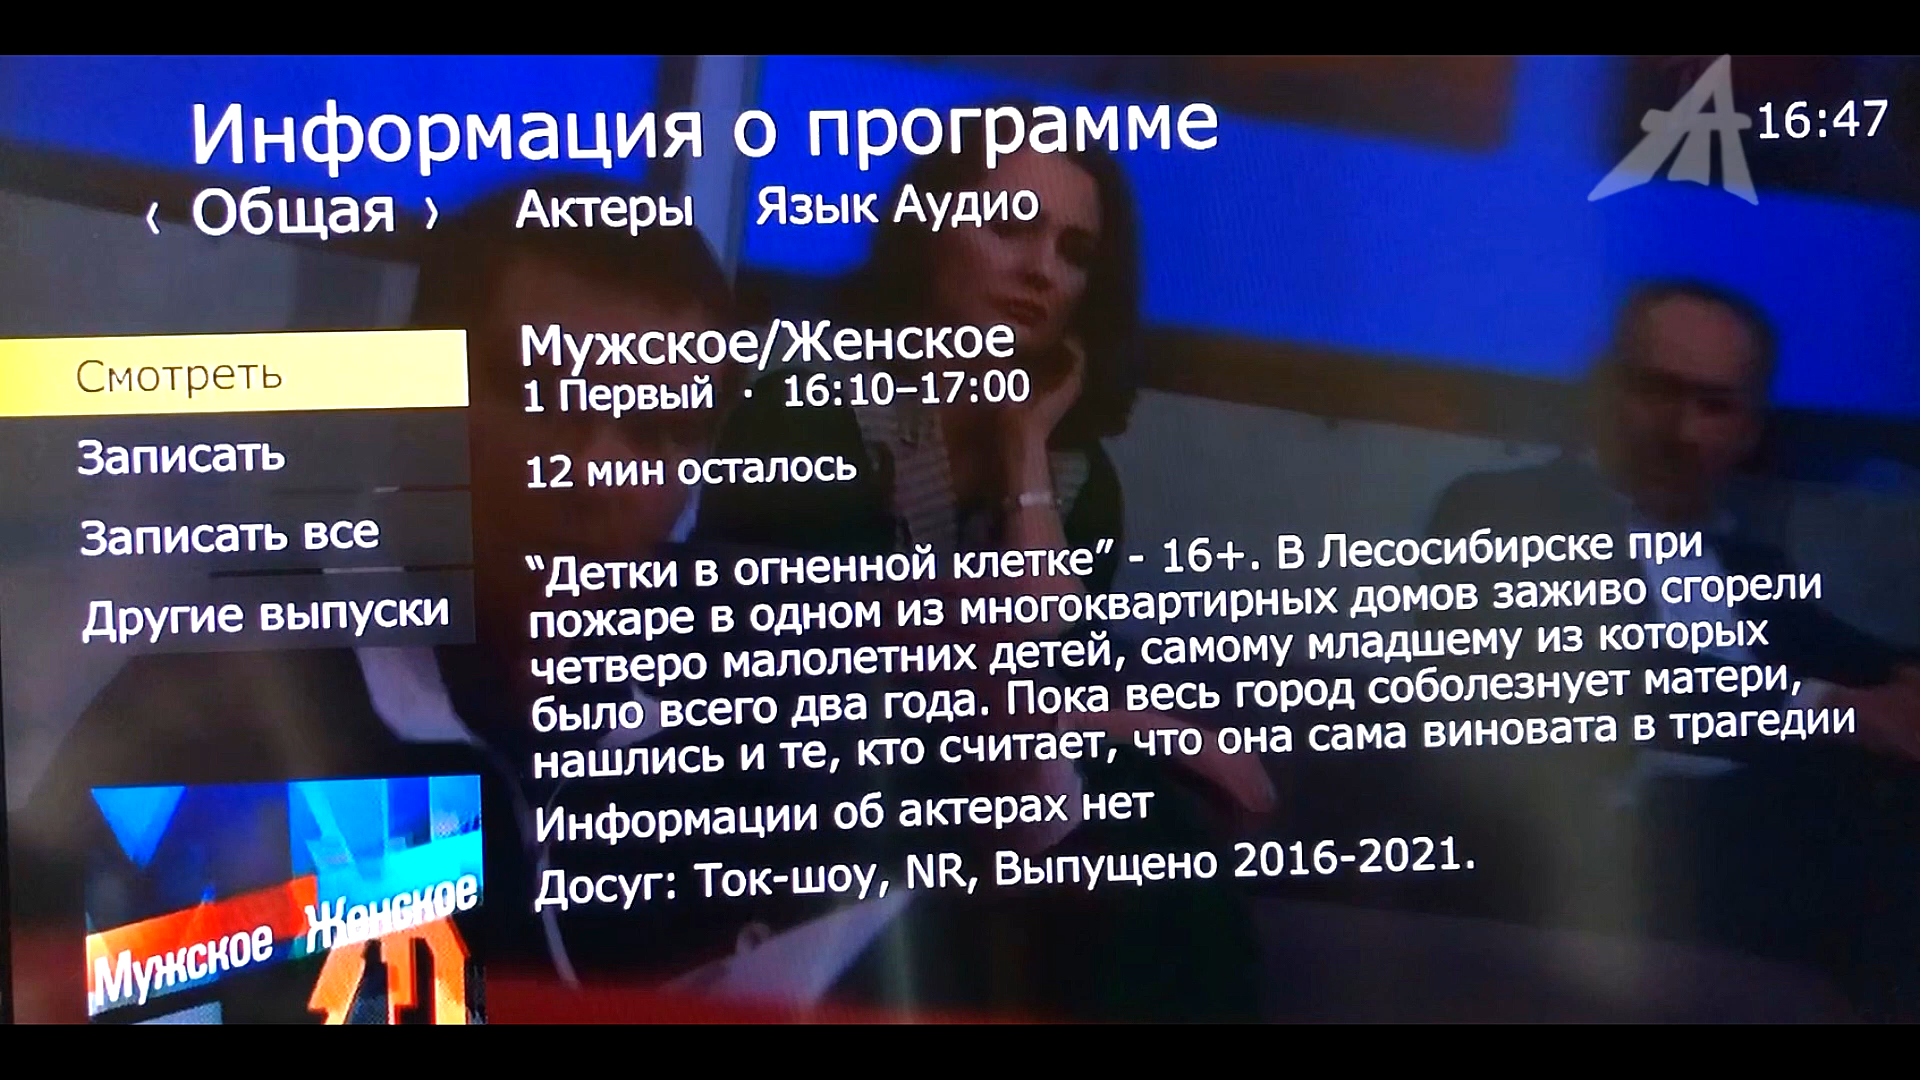 Информация о программе
16:47
‹ Общая › Актеры Язык Аудио
Смотреть
Записать
Записать все
Другие выпуски
Мужское/Женское
1 Первый · 16:10–17:00
12 мин осталось
“Детки в огненной клетке” - 16+. В Лесосибирске при
пожаре в одном из многоквартирных домов заживо сгорели
четверо малолетних детей, самому младшему из которых
было всего два года. Пока весь город соболезнует матери,
нашлись и те, кто считает, что она сама виновата в трагедии
Информации об актерах нет
Досуг: Ток-шоу, NR, Выпущено 2016-2021.
Мужское Женское